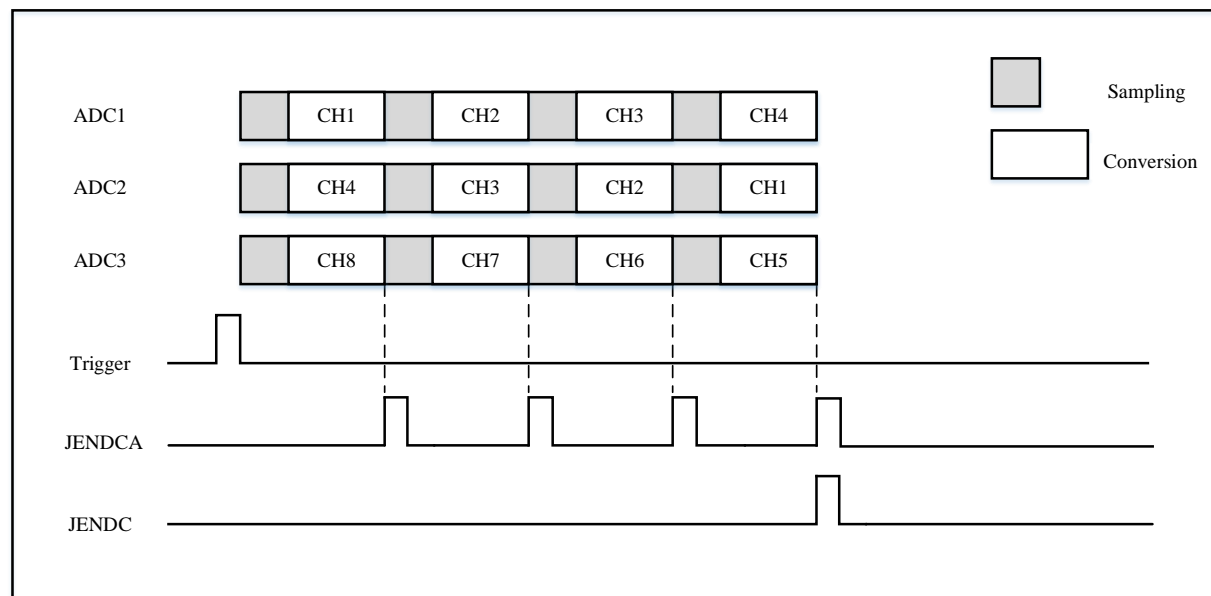 ADC1 CH1 CH2 CH3 CH4
Sampling
Conversion
ADC2 CH4 CH3 CH2 CH1
ADC3 CH8 CH7 CH6 CH5
Trigger
JENDCA
JENDC